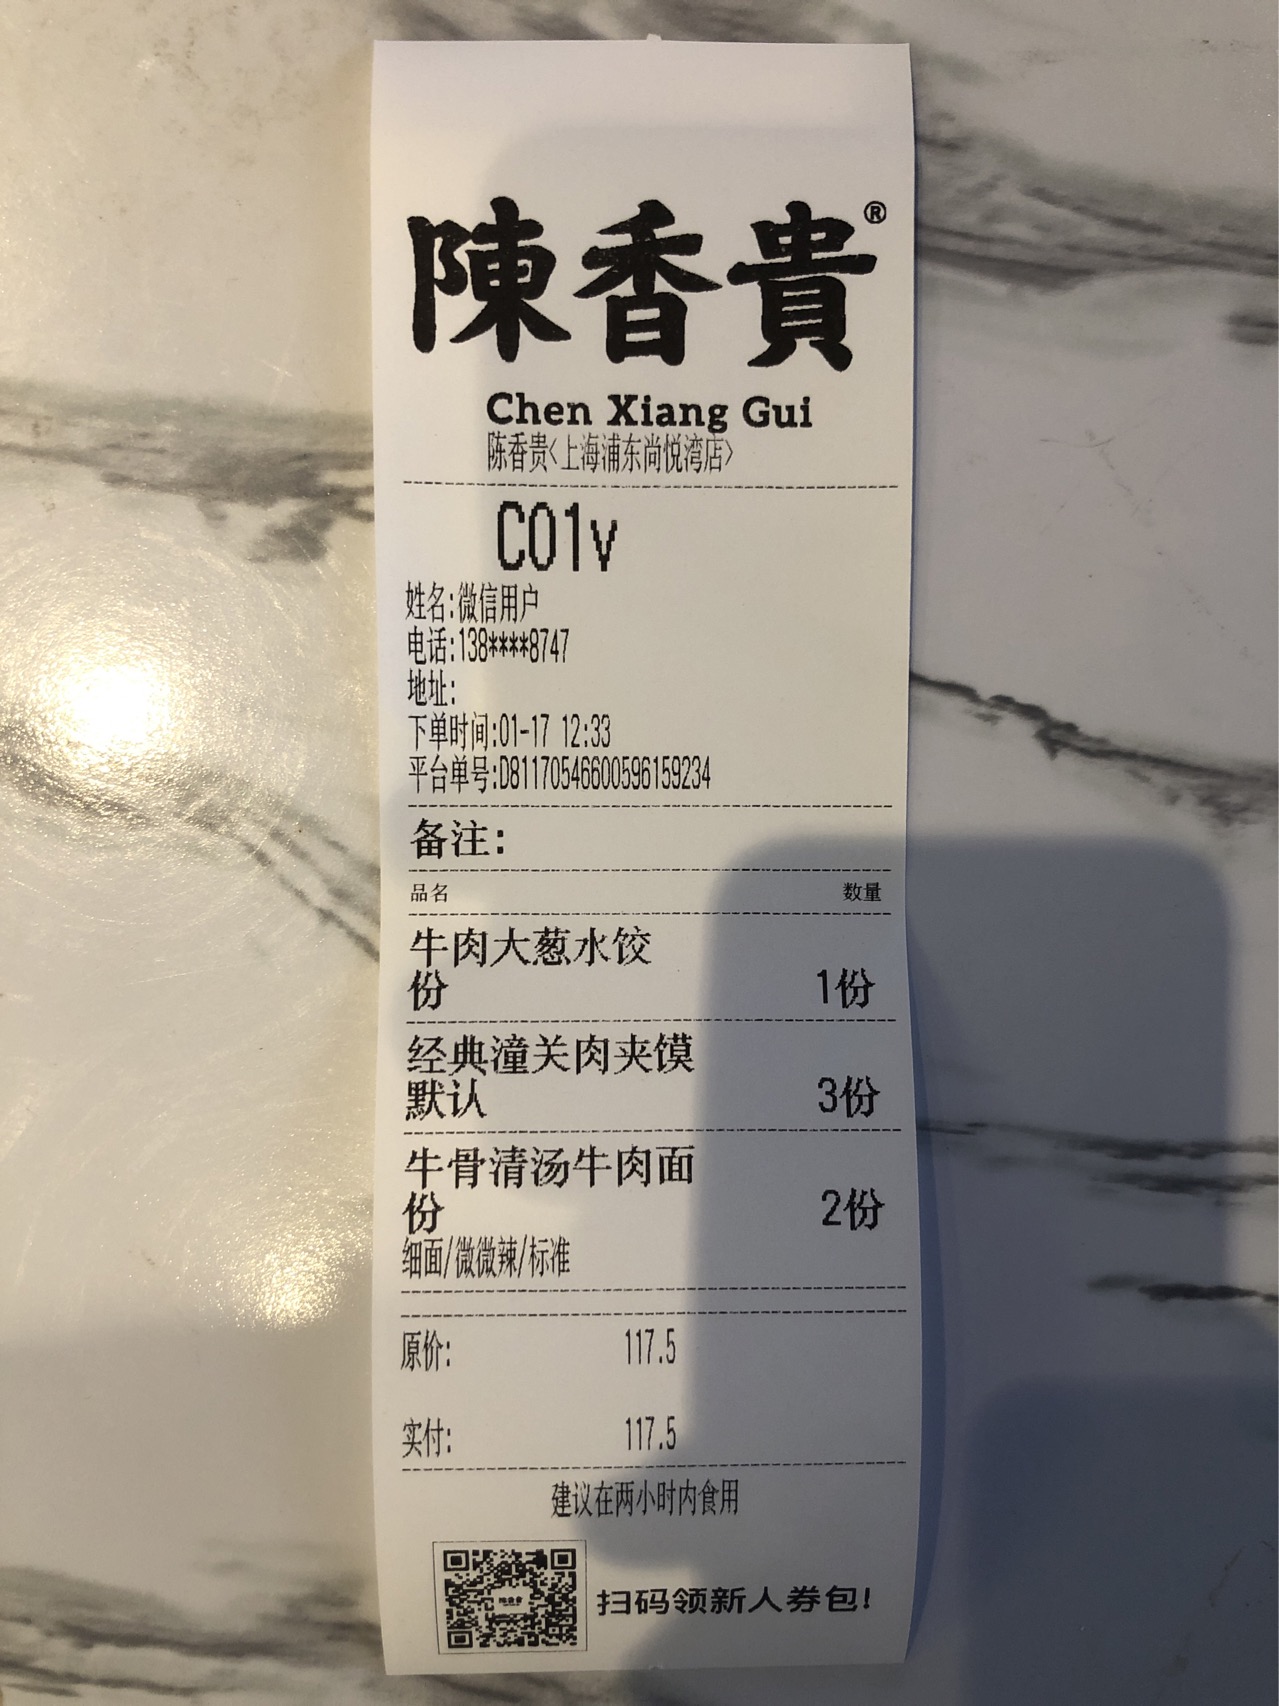 陳香貴®
Chen Xiang Gui
陈香贵<上海浦东尚悦湾店>
C01v
姓名:微信用户
电话:138****8747
地址:
下单时间:01-17 12:33
平台单号:D81170546600596159234
备注:
品名 数量
牛肉大葱水饺
份 1份
经典潼关肉夹馍
默认 3份
牛骨清汤牛肉面
份 2份
细面/微微辣/标准
原价: 117.5
实付: 117.5
建议在两小时内食用
扫码领新人券包!